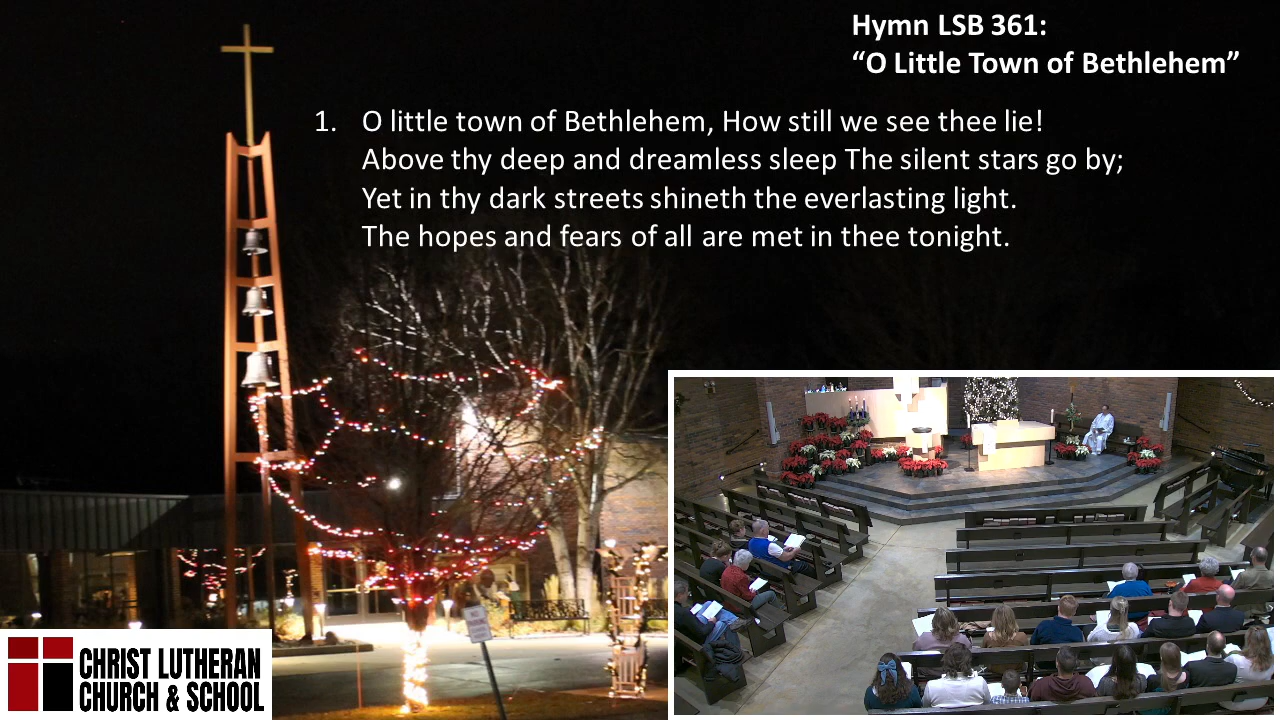 Hymn LSB 361:
“O Little Town of Bethlehem”
1. O little town of Bethlehem, How still we see thee lie!
Above thy deep and dreamless sleep The silent stars go by;
Yet in thy dark streets shineth the everlasting light.
The hopes and fears of all are met in thee tonight.
CHRIST LUTHERAN
CHURCH & SCHOOL